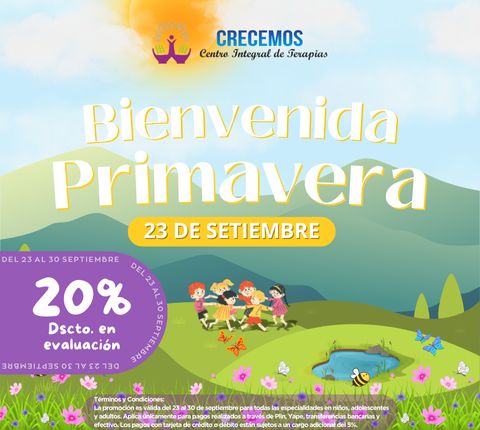 CRECEMOS
Centro Integral de Terapias
Bienvenida
Primavera
23 DE SETIEMBRE
DEL 23 AL 30 SEPTIEMBRE
DEL 23 AL 30 SEPTIEMBRE
20%
Dscto. en
evaluación
DEL 23 AL 30 SEPTIEMBRE
Términos y Condiciones:
La promoción es válida del 23 al 30 de septiembre para todas las especialidades en niños, adolescentes
y adultos. Aplica únicamente para pagos realizados a través de Plin, Yape, transferencias bancarias y
efectivo. Los pagos con tarjeta de crédito o débito están sujetos a un cargo adicional del 5%.